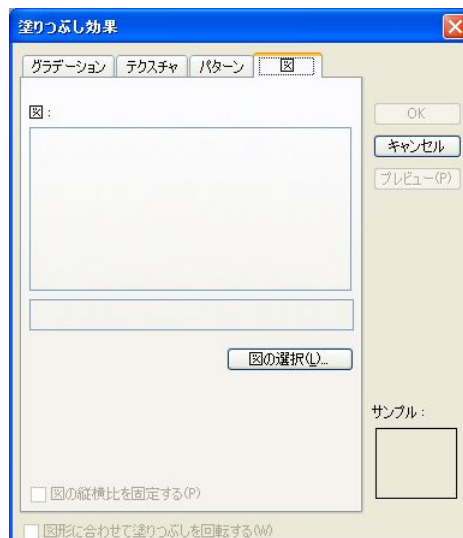 塗りつぶし効果
グラデーション テクスチャ パターン 図
図:
OK
キャンセル
プレビュー(P)
図の選択(L)...
サンプル:
図の縦横比を固定する(P)
図形に合わせて塗りつぶしを回転する(W)